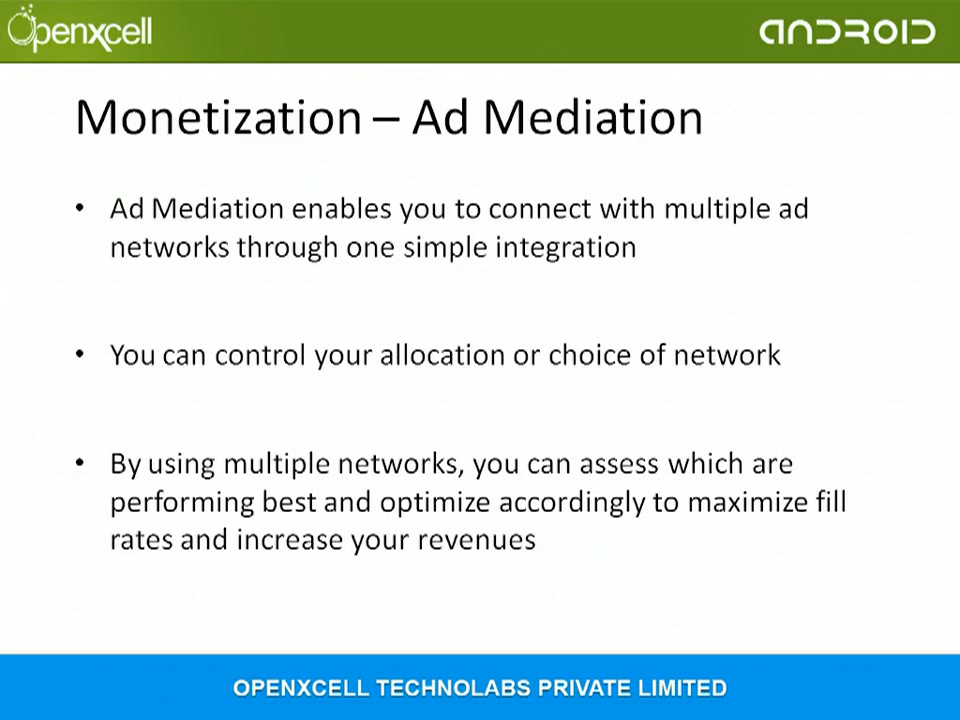 Openxcell
ANDROID
Monetization – Ad Mediation
• Ad Mediation enables you to connect with multiple ad
networks through one simple integration
• You can control your allocation or choice of network
• By using multiple networks, you can assess which are
performing best and optimize accordingly to maximize fill
rates and increase your revenues
OPENXCELL TECHNOLABS PRIVATE LIMITED